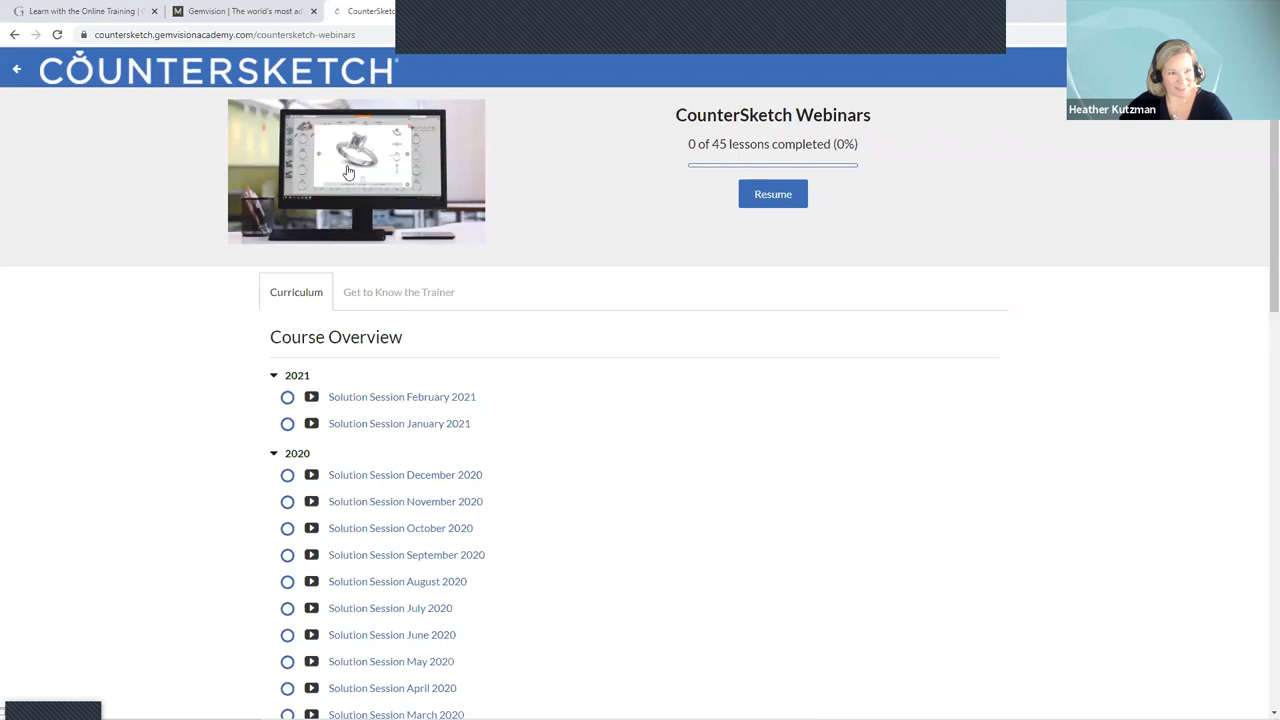 Learn with the Online Training | G
Gemvision | The world's most ad
CounterSketc
countersketch.gemvisionacademy.com/countersketch-webinars
COUNTERSKETCH®
Heather Kutzman
CounterSketch Webinars
0 of 45 lessons completed (0%)
Resume
Curriculum
Get to Know the Trainer
Course Overview
2021
Solution Session February 2021
Solution Session January 2021
2020
Solution Session December 2020
Solution Session November 2020
Solution Session October 2020
Solution Session September 2020
Solution Session August 2020
Solution Session July 2020
Solution Session June 2020
Solution Session May 2020
Solution Session April 2020
Solution Session March 2020